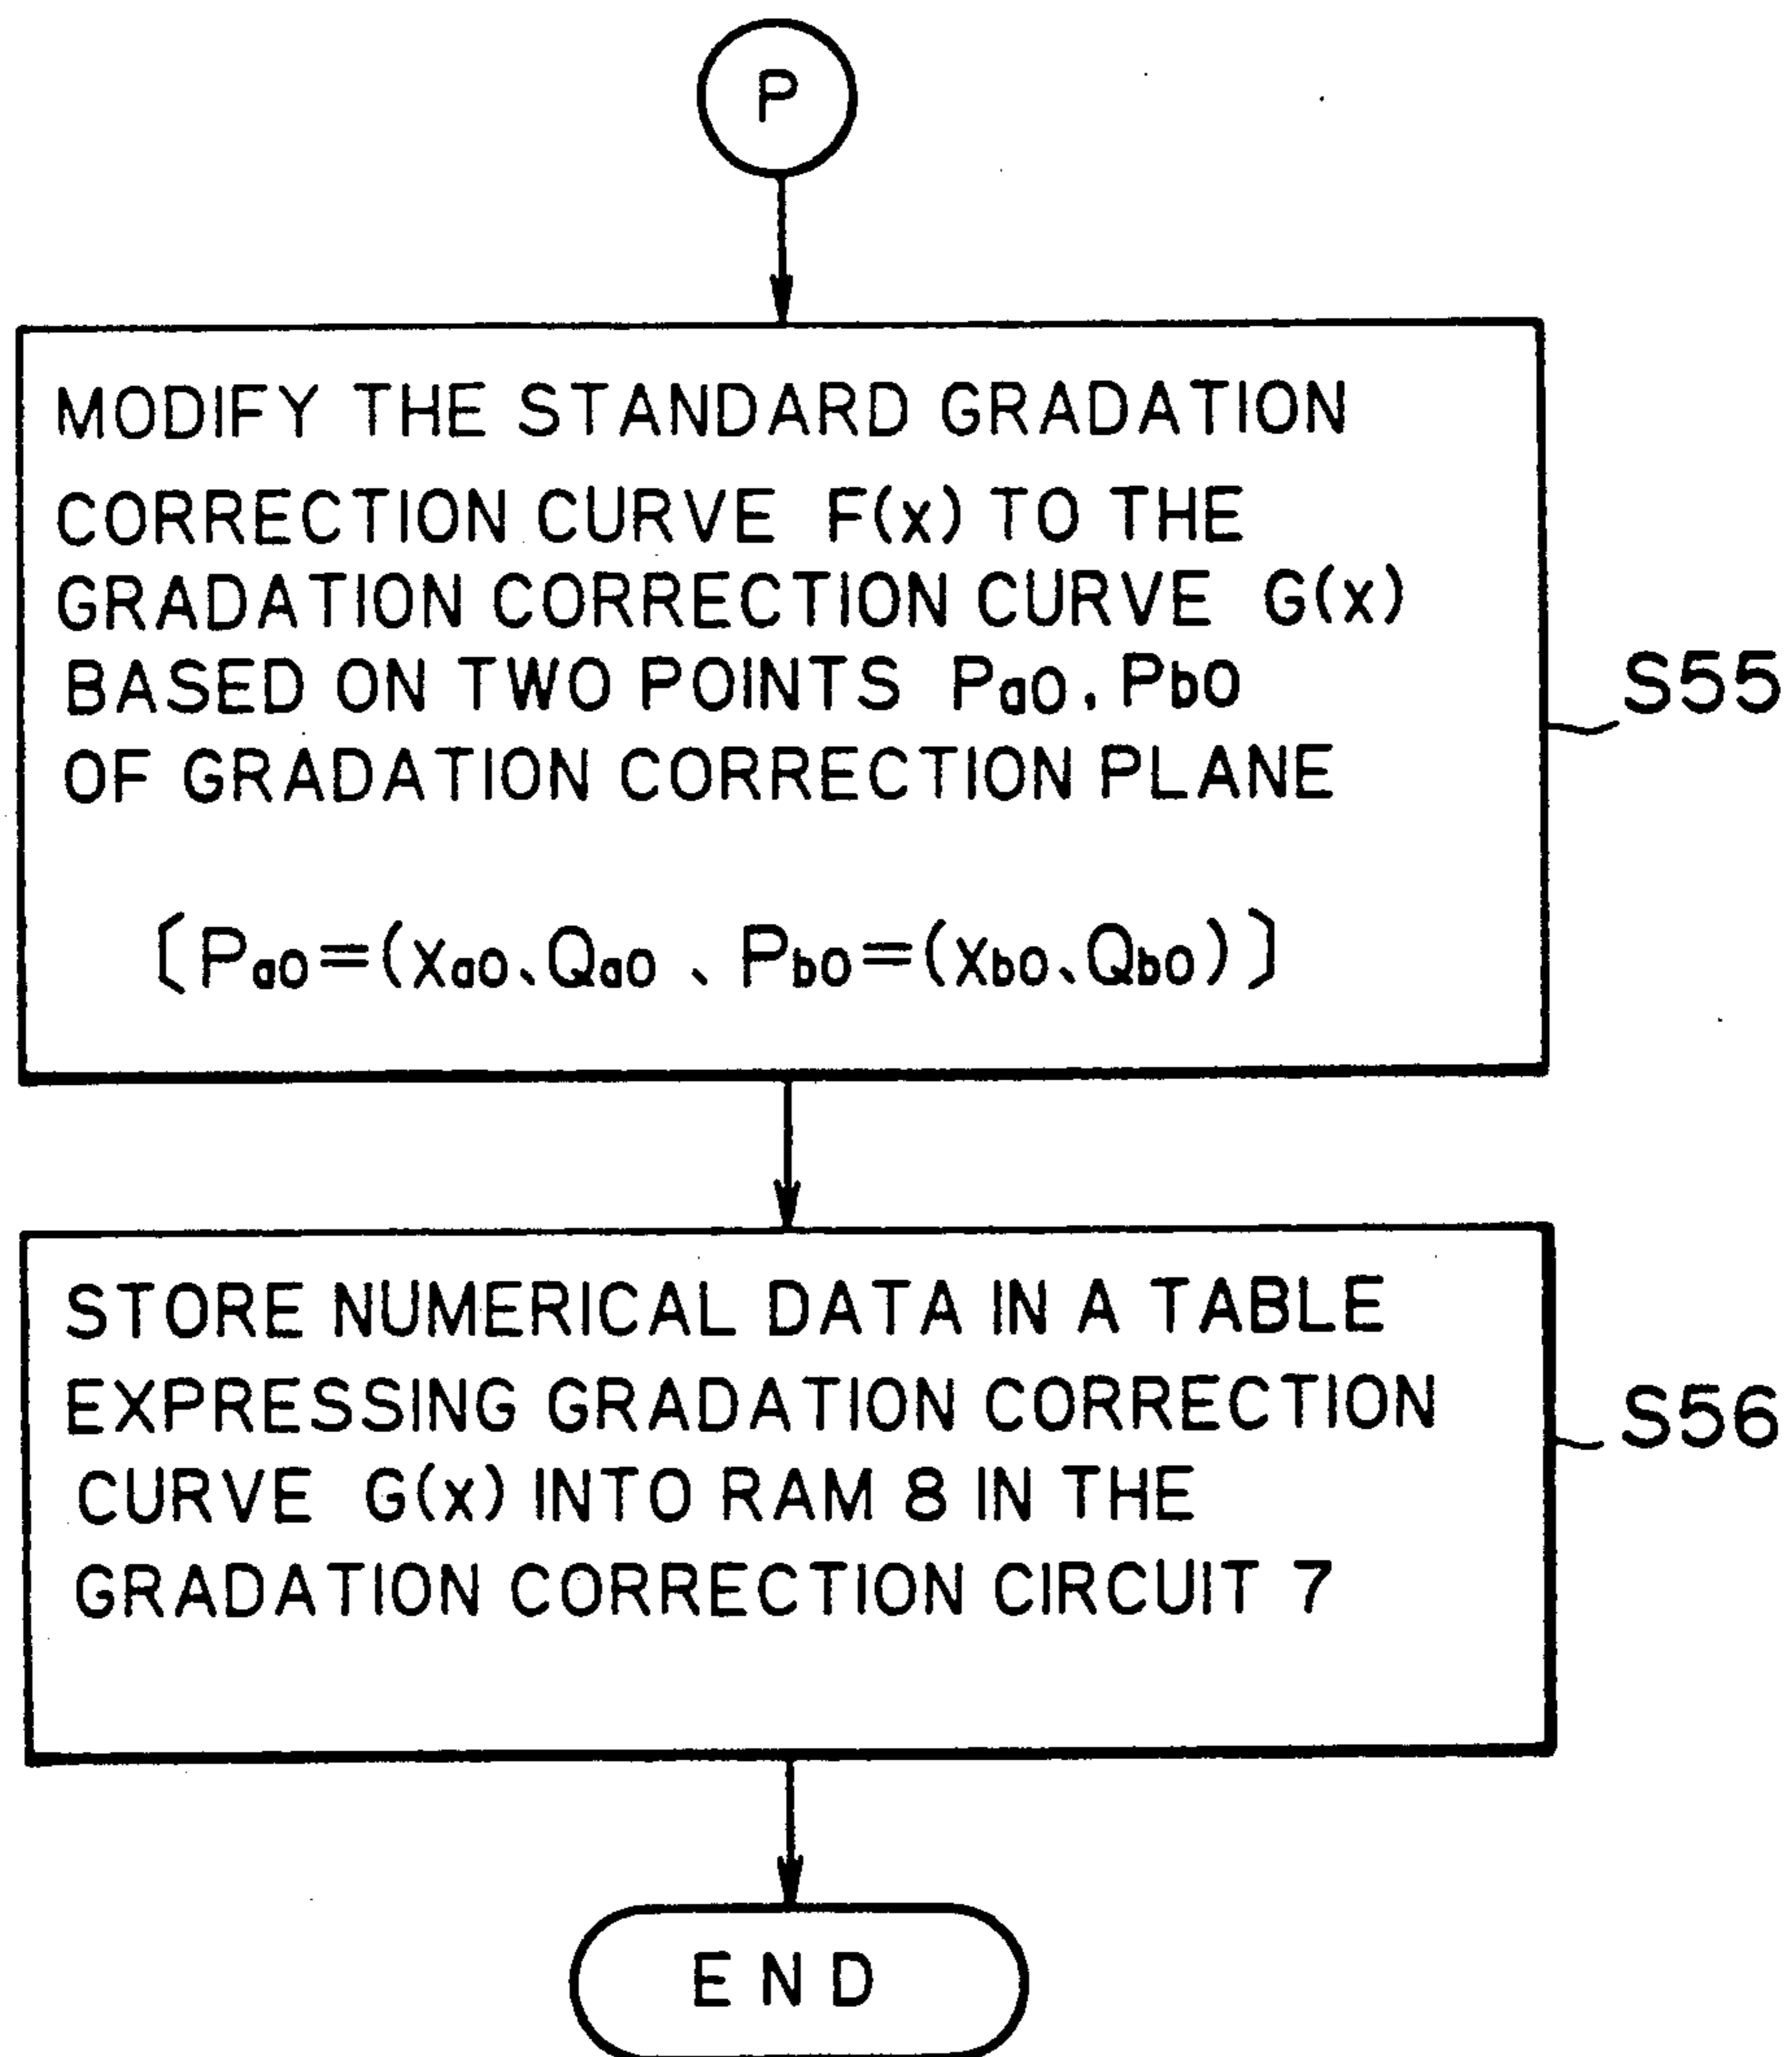 P
MODIFY THE STANDARD GRADATION
CORRECTION CURVE F(x) TO THE
GRADATION CORRECTION CURVE G(x)
BASED ON TWO POINTS Pa0, Pb0
OF GRADATION CORRECTION PLANE
[Pa0=(xa0、Qa0 、Pb0=(xb0、Qb0)]
S55
STORE NUMERICAL DATA IN A TABLE
EXPRESSING GRADATION CORRECTION
CURVE G(x) INTO RAM 8 IN THE
GRADATION CORRECTION CIRCUIT 7
S56
END